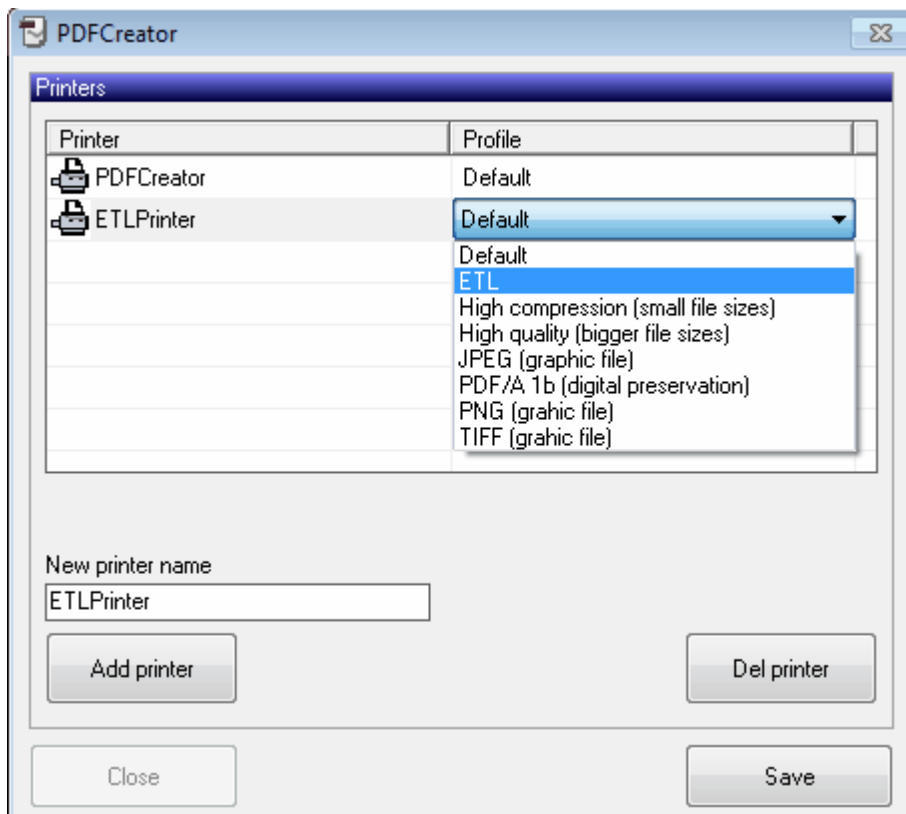 PDFCreator
Printers
Printer Profile
PDFCreator Default
ETLPrinter Default
Default
ETL
High compression (small file sizes)
High quality (bigger file sizes)
JPEG (graphic file)
PDF/A 1b (digital preservation)
PNG (grahic file)
TIFF (grahic file)
New printer name
ETLPrinter
Add printer Del printer
Close Save